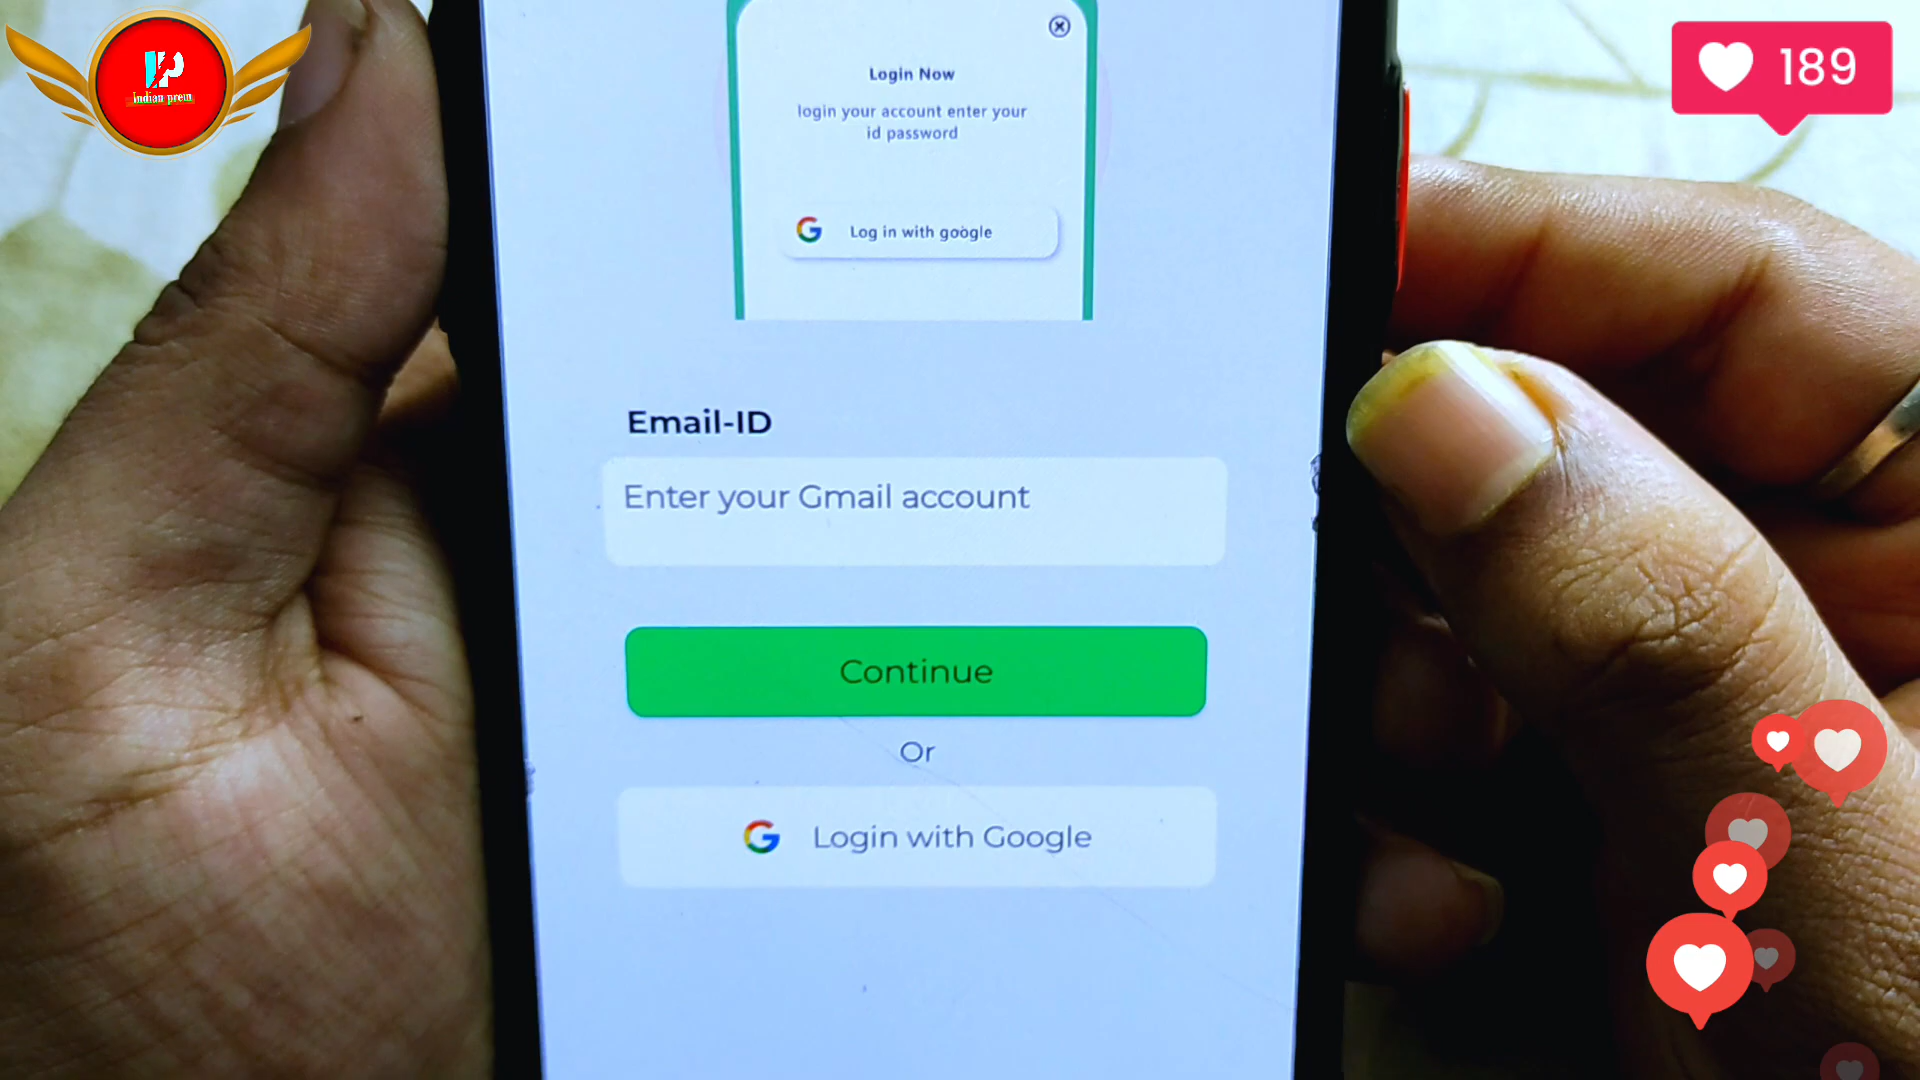 Indian prem
189
Login Now
login your account enter your
id password
Log in with google
Email-ID
Enter your Gmail account
Continue
Or
Login with Google